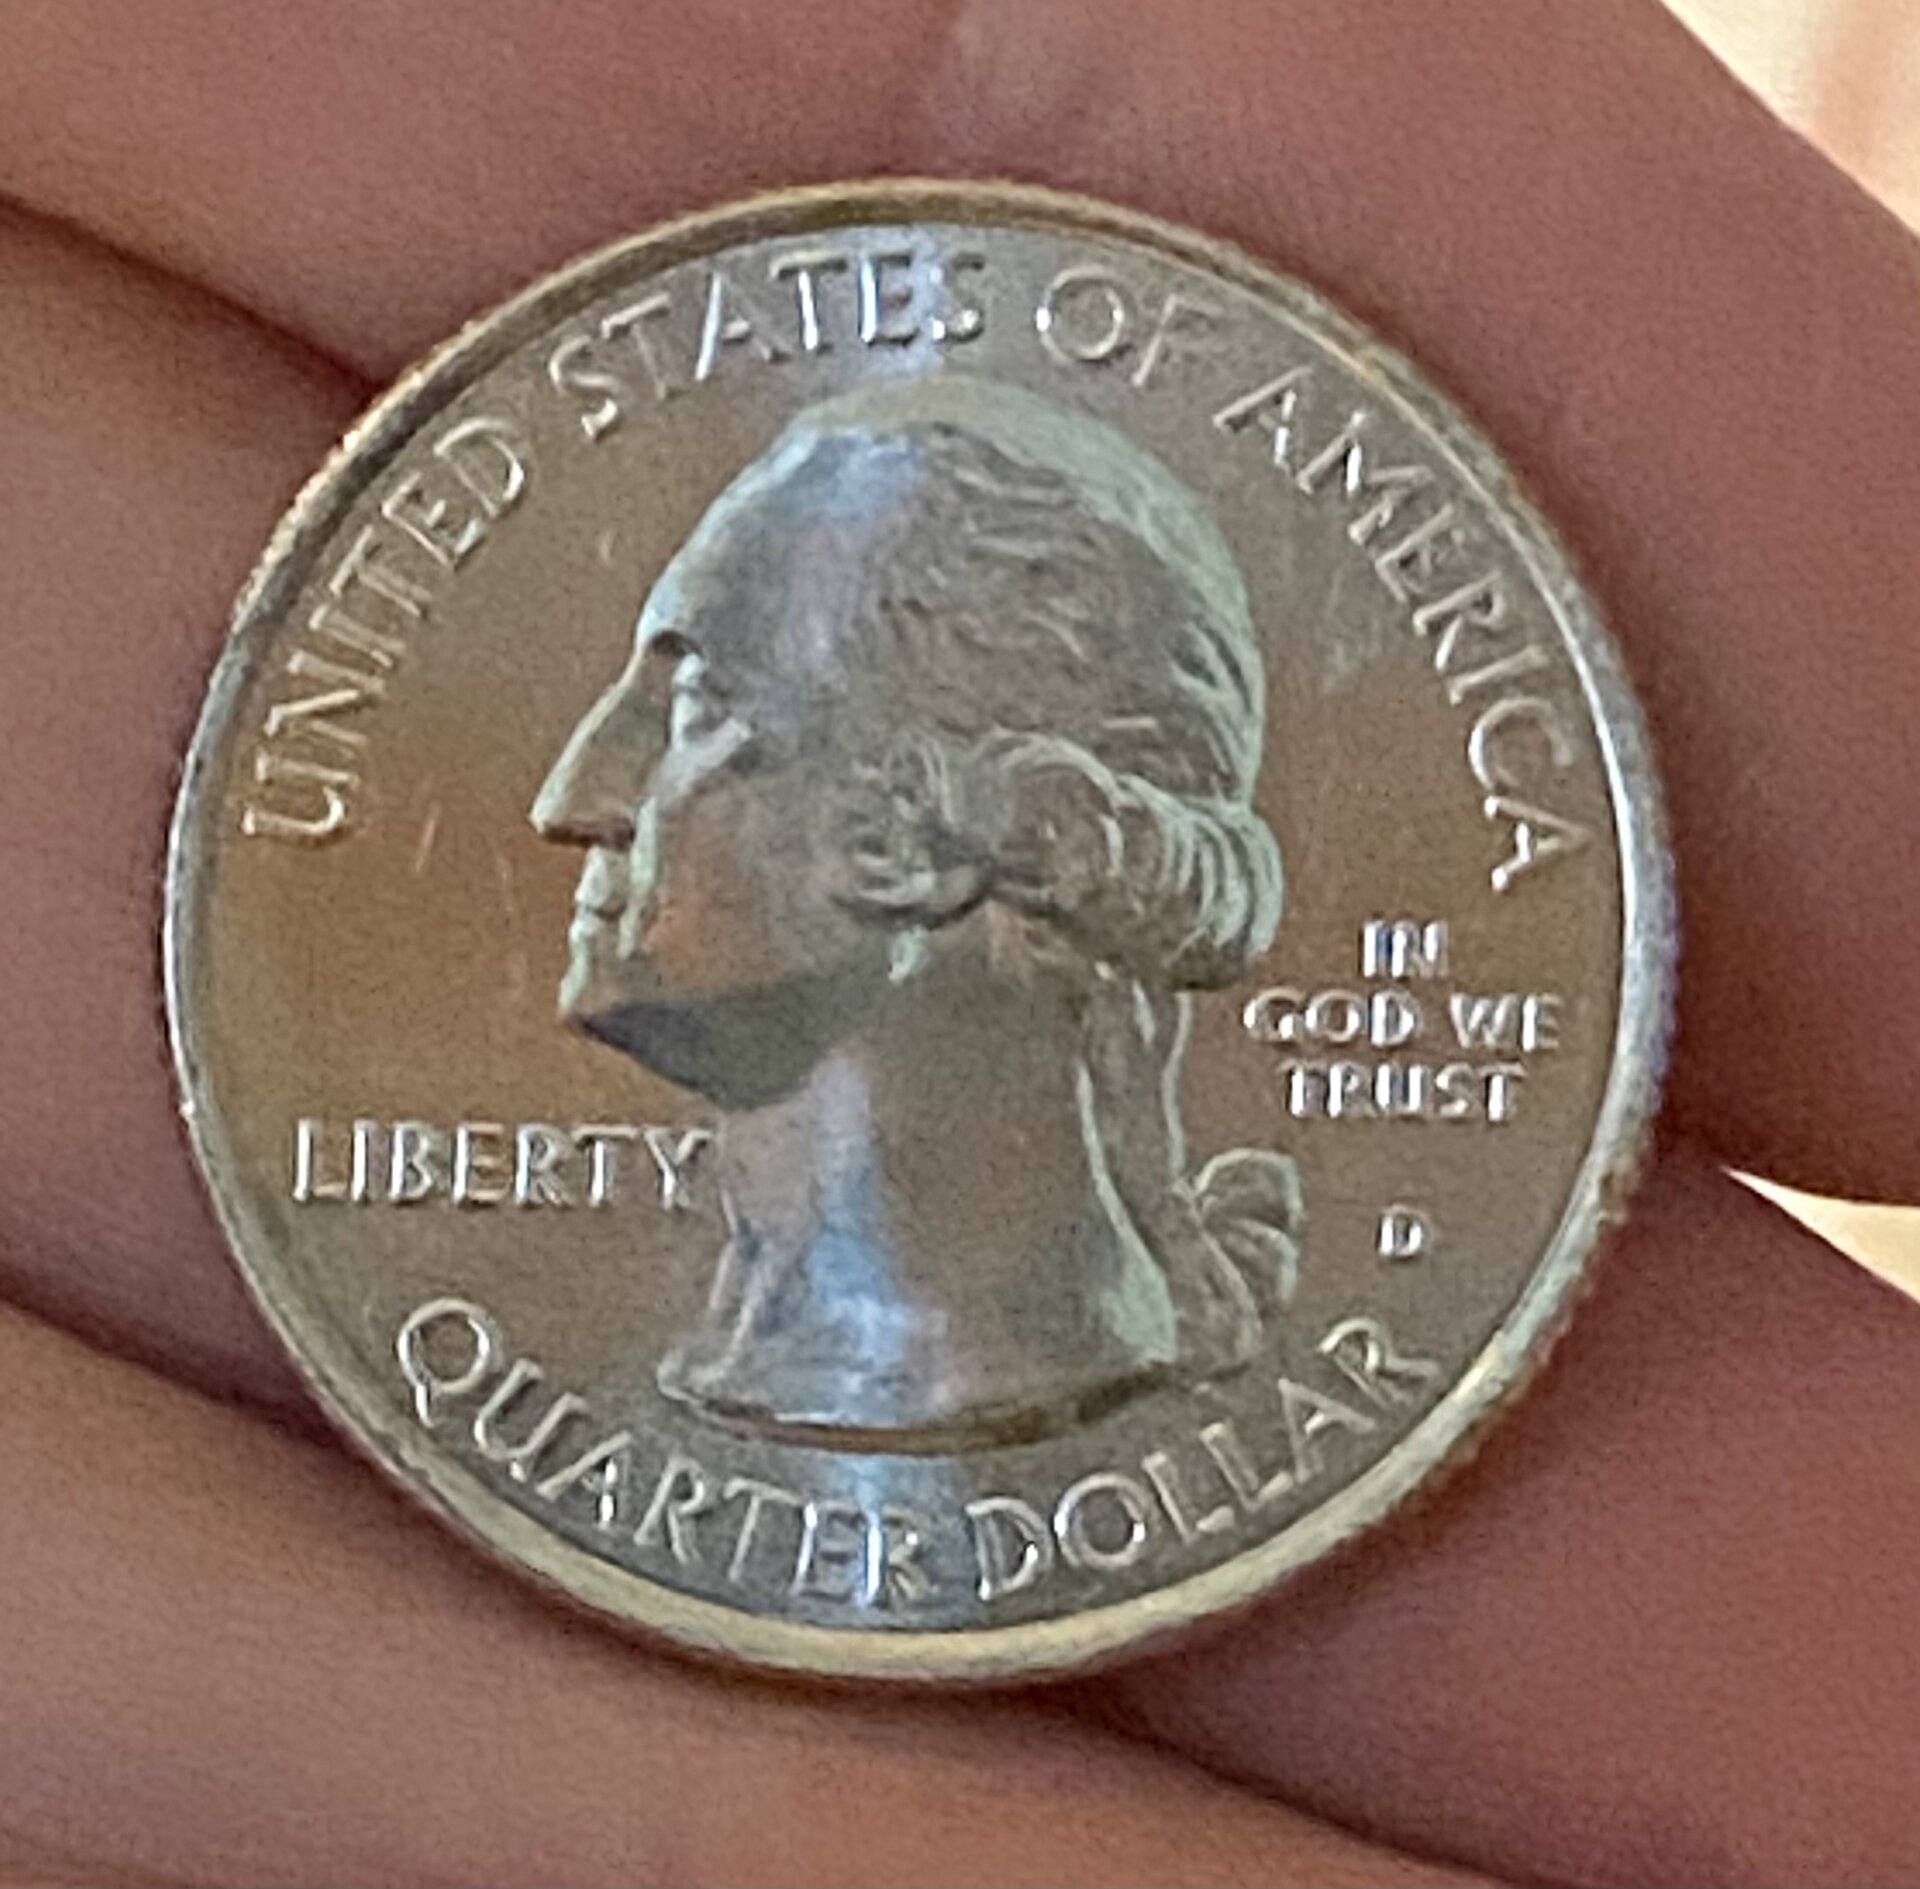 UNITED STATES OF AMERICA
IN
GOD WE
TRUST
LIBERTY
D
QUARTER DOLLAR